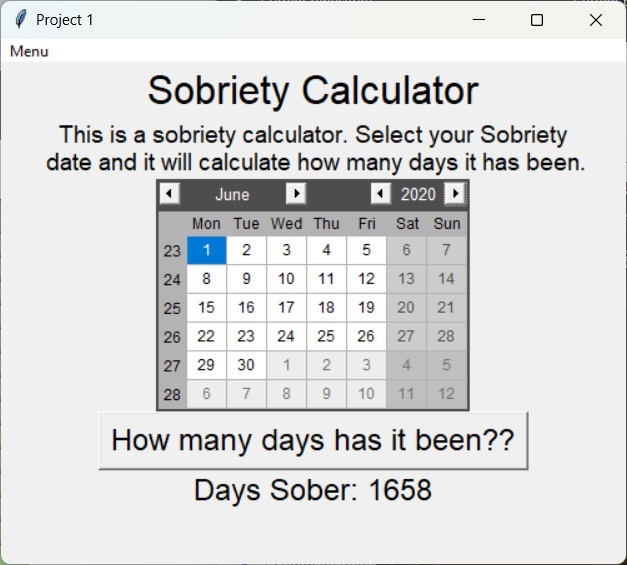 Project 1
Menu
Sobriety Calculator
This is a sobriety calculator. Select your Sobriety
date and it will calculate how many days it has been.
June 2020
Mon Tue Wed Thu Fri Sat Sun
23 1 2 3 4 5 6 7
24 8 9 10 11 12 13 14
25 15 16 17 18 19 20 21
26 22 23 24 25 26 27 28
27 29 30 1 2 3 4 5
28 6 7 8 9 10 11 12
How many days has it been??
Days Sober: 1658